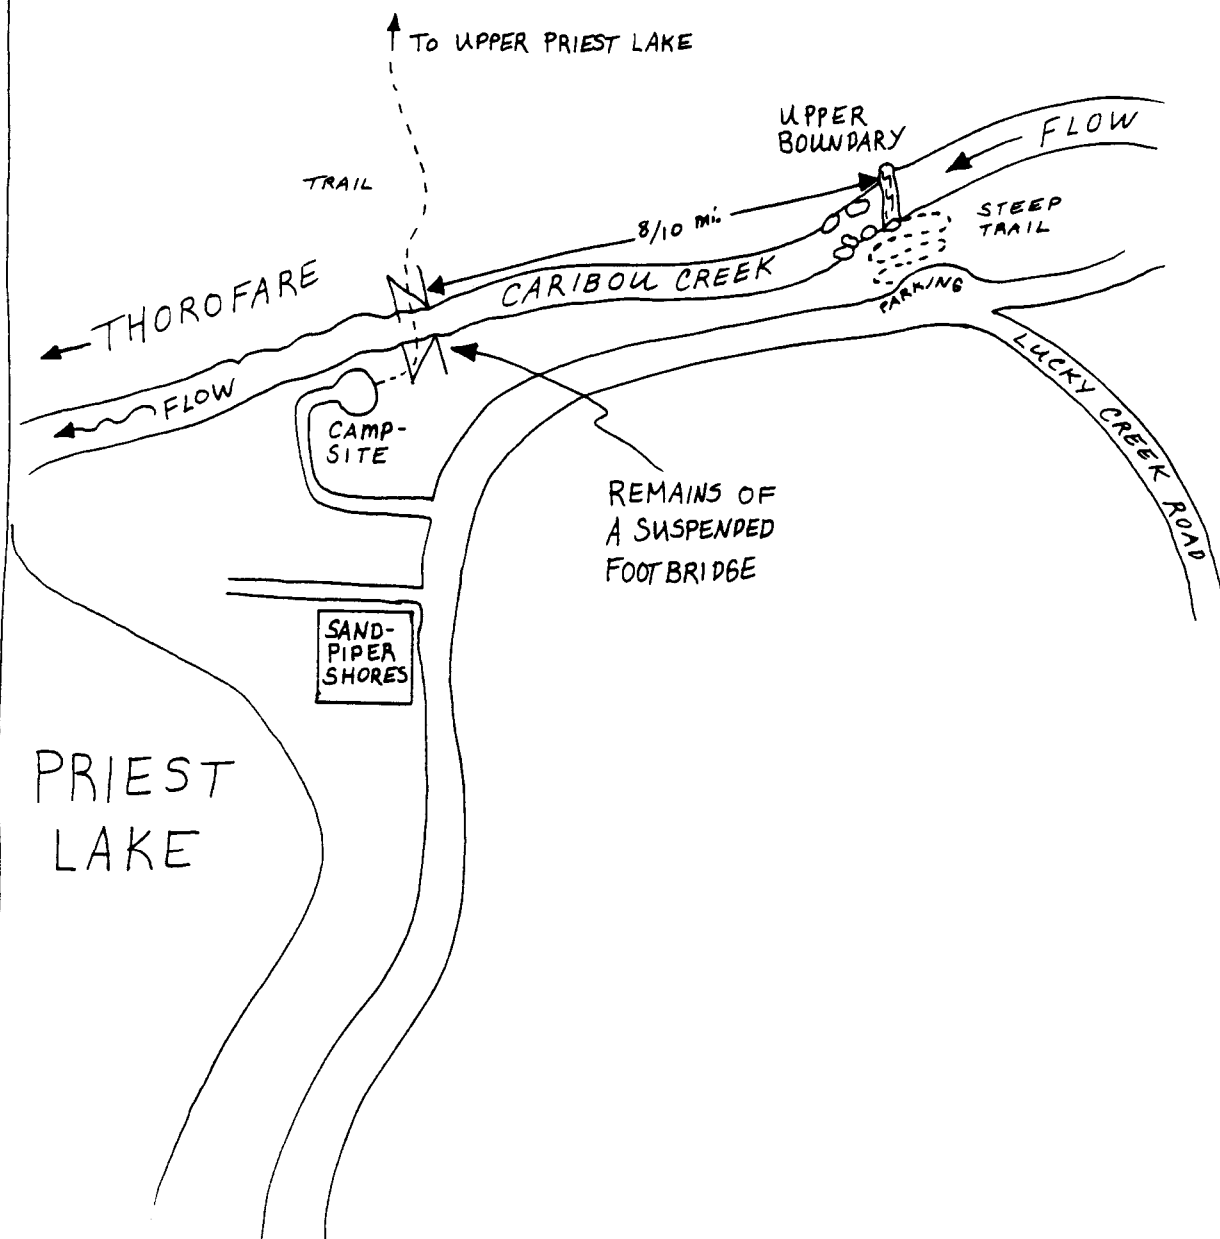 TO UPPER PRIEST LAKE
UPPER
BOUNDARY
FLOW
TRAIL
8/10 mi.
STEEP
TRAIL
THOROFARE
CARIBOU CREEK
PARKING
FLOW
LUCKY CREEK ROAD
CAMP-
SITE
REMAINS OF
A SUSPENDED
FOOTBRIDGE
SAND-
PIPER
SHORES
PRIEST
LAKE